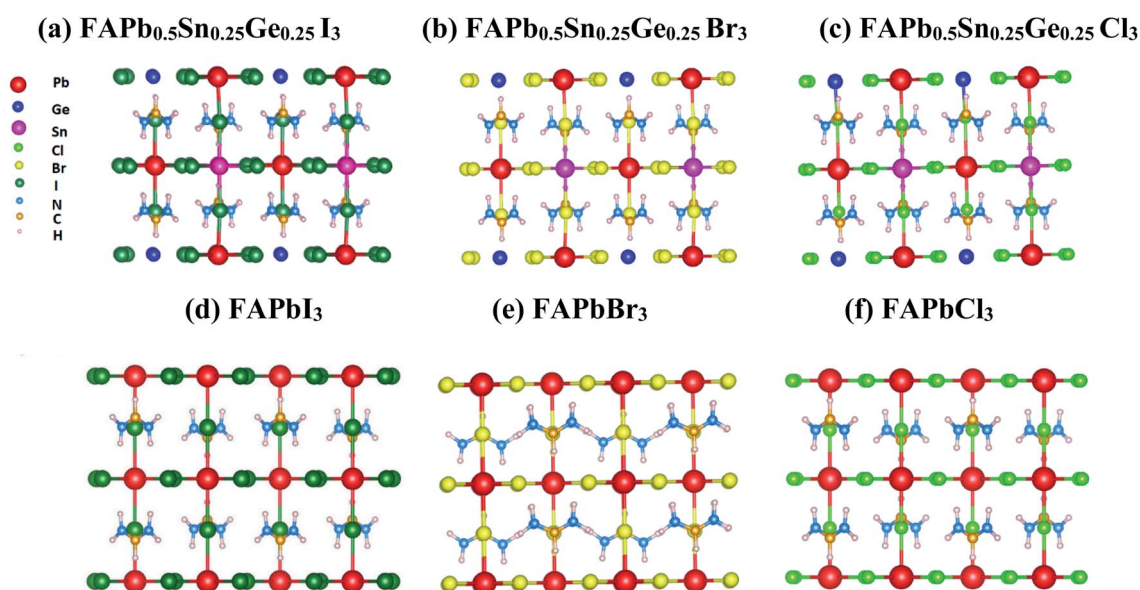 (a) FAPb₀.₅Sn₀.₂₅Ge₀.₂₅ I₃
(b) FAPb₀.₅Sn₀.₂₅Ge₀.₂₅ Br₃
(c) FAPb₀.₅Sn₀.₂₅Ge₀.₂₅ Cl₃
Pb
Ge
Sn
Cl
Br
I
N
C
H
(d) FAPbI₃
(e) FAPbBr₃
(f) FAPbCl₃